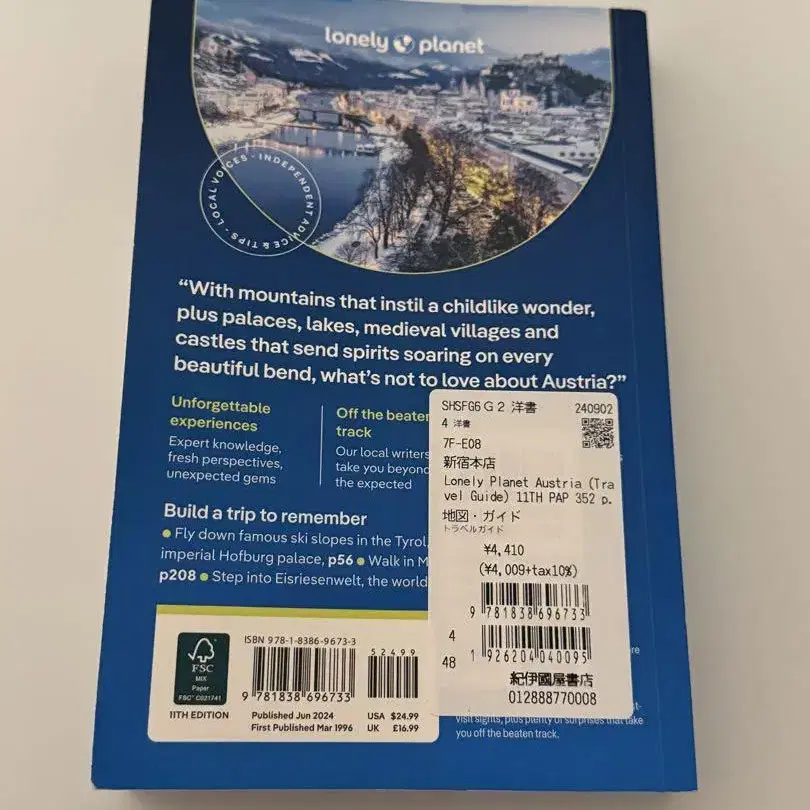 lonely planet
LOCAL VOICES · INDEPENDENT ADVICE & TIPS ·
“With mountains that instil a childlike wonder,
plus palaces, lakes, medieval villages and
castles that send spirits soaring on every
beautiful bend, what’s not to love about Austria?”
Unforgettable
experiences
Expert knowledge,
fresh perspectives,
unexpected gems
Off the beaten
track
Our local writers
take you beyond
the expected
Build a trip to remember
• Fly down famous ski slopes in the Tyrol,
imperial Hofburg palace, p56 • Walk in M
p208 • Step into Eisriesenwelt, the world
SHSFG6 G 2 洋書 240902
4 洋書
7F-E08
新宿本店
Lonely Planet Austria (Tra
vel Guide) 11TH PAP 352 p.
地図・ガイド
トラベルガイド
¥4,410
(¥4,009+tax10%)
9 781838 696733
4
48 1 926204 040095
紀伊國屋書店
012888770008
visit sights, plus plenty of surprises that take
you off the beaten track.
FSC
MIX
Paper
FSC® C021741
11TH EDITION
ISBN 978-1-8386-9673-3
52499
9 781838 696733
Published Jun 2024
First Published Mar 1996
USA $24.99
UK £16.99